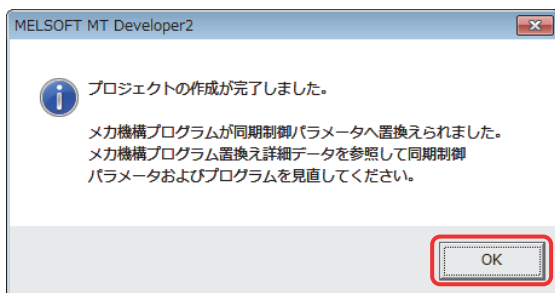 MELSOFT MT Developer2
プロジェクトの作成が完了しました。
メカ機構プログラムが同期制御パラメータへ置換えられました。
メカ機構プログラム置換え詳細データを参照して同期制御
パラメータおよびプログラムを見直してください。
OK